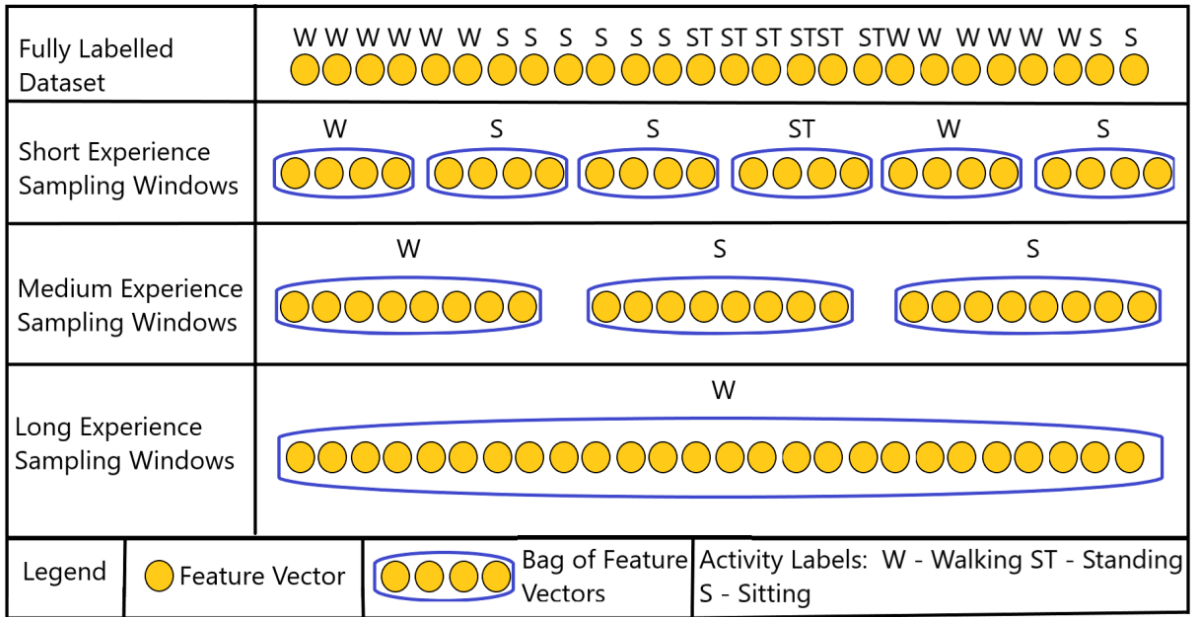 Fully Labelled
Dataset
W W W W W W S S S S S S ST ST ST STST STW W W W W W S S
Short Experience
Sampling Windows
W S S ST W S
Medium Experience
Sampling Windows
W S S
Long Experience
Sampling Windows
W
Legend
Feature Vector
Bag of Feature
Vectors
Activity Labels: W - Walking ST - Standing
S - Sitting